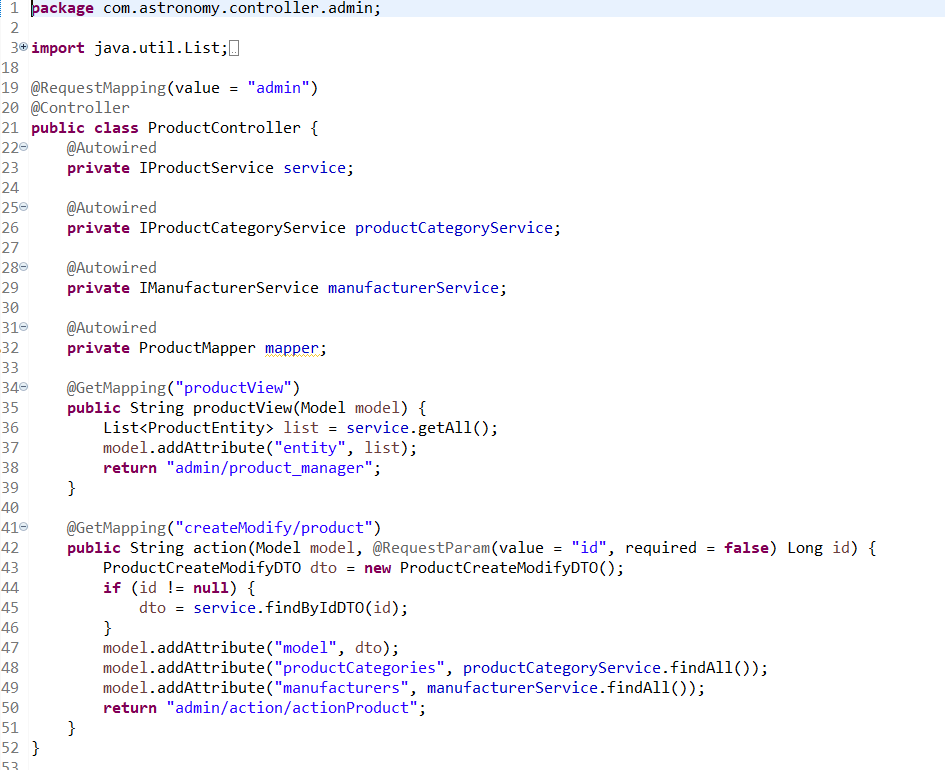 1 package com.astronomy.controller.admin;
2
3 import java.util.List;
18
19 @RequestMapping(value = "admin")
20 @Controller
21 public class ProductController {
22 @Autowired
23 private IProductService service;
24
25 @Autowired
26 private IProductCategoryService productCategoryService;
27
28 @Autowired
29 private IManufacturerService manufacturerService;
30
31 @Autowired
32 private ProductMapper mapper;
33
34 @GetMapping("productView")
35 public String productView(Model model) {
36 List<ProductEntity> list = service.getAll();
37 model.addAttribute("entity", list);
38 return "admin/product_manager";
39 }
40
41 @GetMapping("createModify/product")
42 public String action(Model model, @RequestParam(value = "id", required = false) Long id) {
43 ProductCreateModifyDTO dto = new ProductCreateModifyDTO();
44 if (id != null) {
45 dto = service.findByIdDTO(id);
46 }
47 model.addAttribute("model", dto);
48 model.addAttribute("productCategories", productCategoryService.findAll());
49 model.addAttribute("manufacturers", manufacturerService.findAll());
50 return "admin/action/actionProduct";
51 }
52 }
53